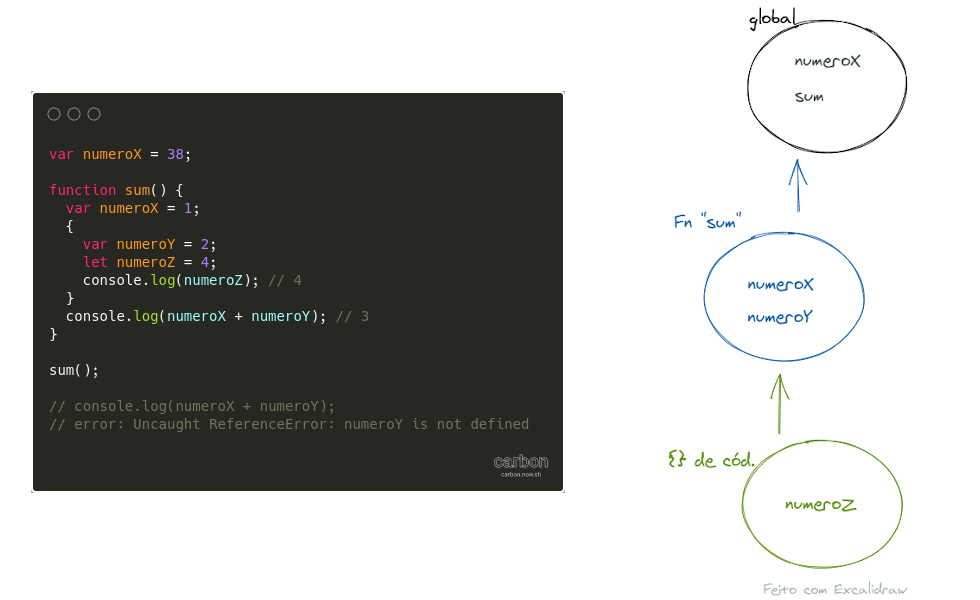 var numeroX = 38;
function sum() {
var numeroX = 1;
{
var numeroY = 2;
let numeroZ = 4;
console.log(numeroZ); // 4
}
console.log(numeroX + numeroY); // 3
}
sum();
// console.log(numeroX + numeroY);
// error: Uncaught ReferenceError: numeroY is not defined
carbon
carbon.now.sh
global
numeroX
sum
Fn "sum"
numeroX
numeroY
{} de cód.
numeroZ
Feito com Excalidraw